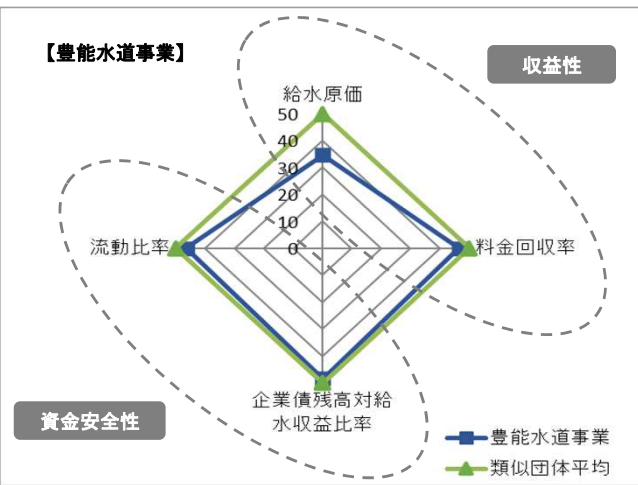 【豊能水道事業】
収益性
給水原価
50
40
30
20
10
0
流動比率
料金回収率
企業債残高対給
水収益比率
資金安全性
豊能水道事業
類似団体平均